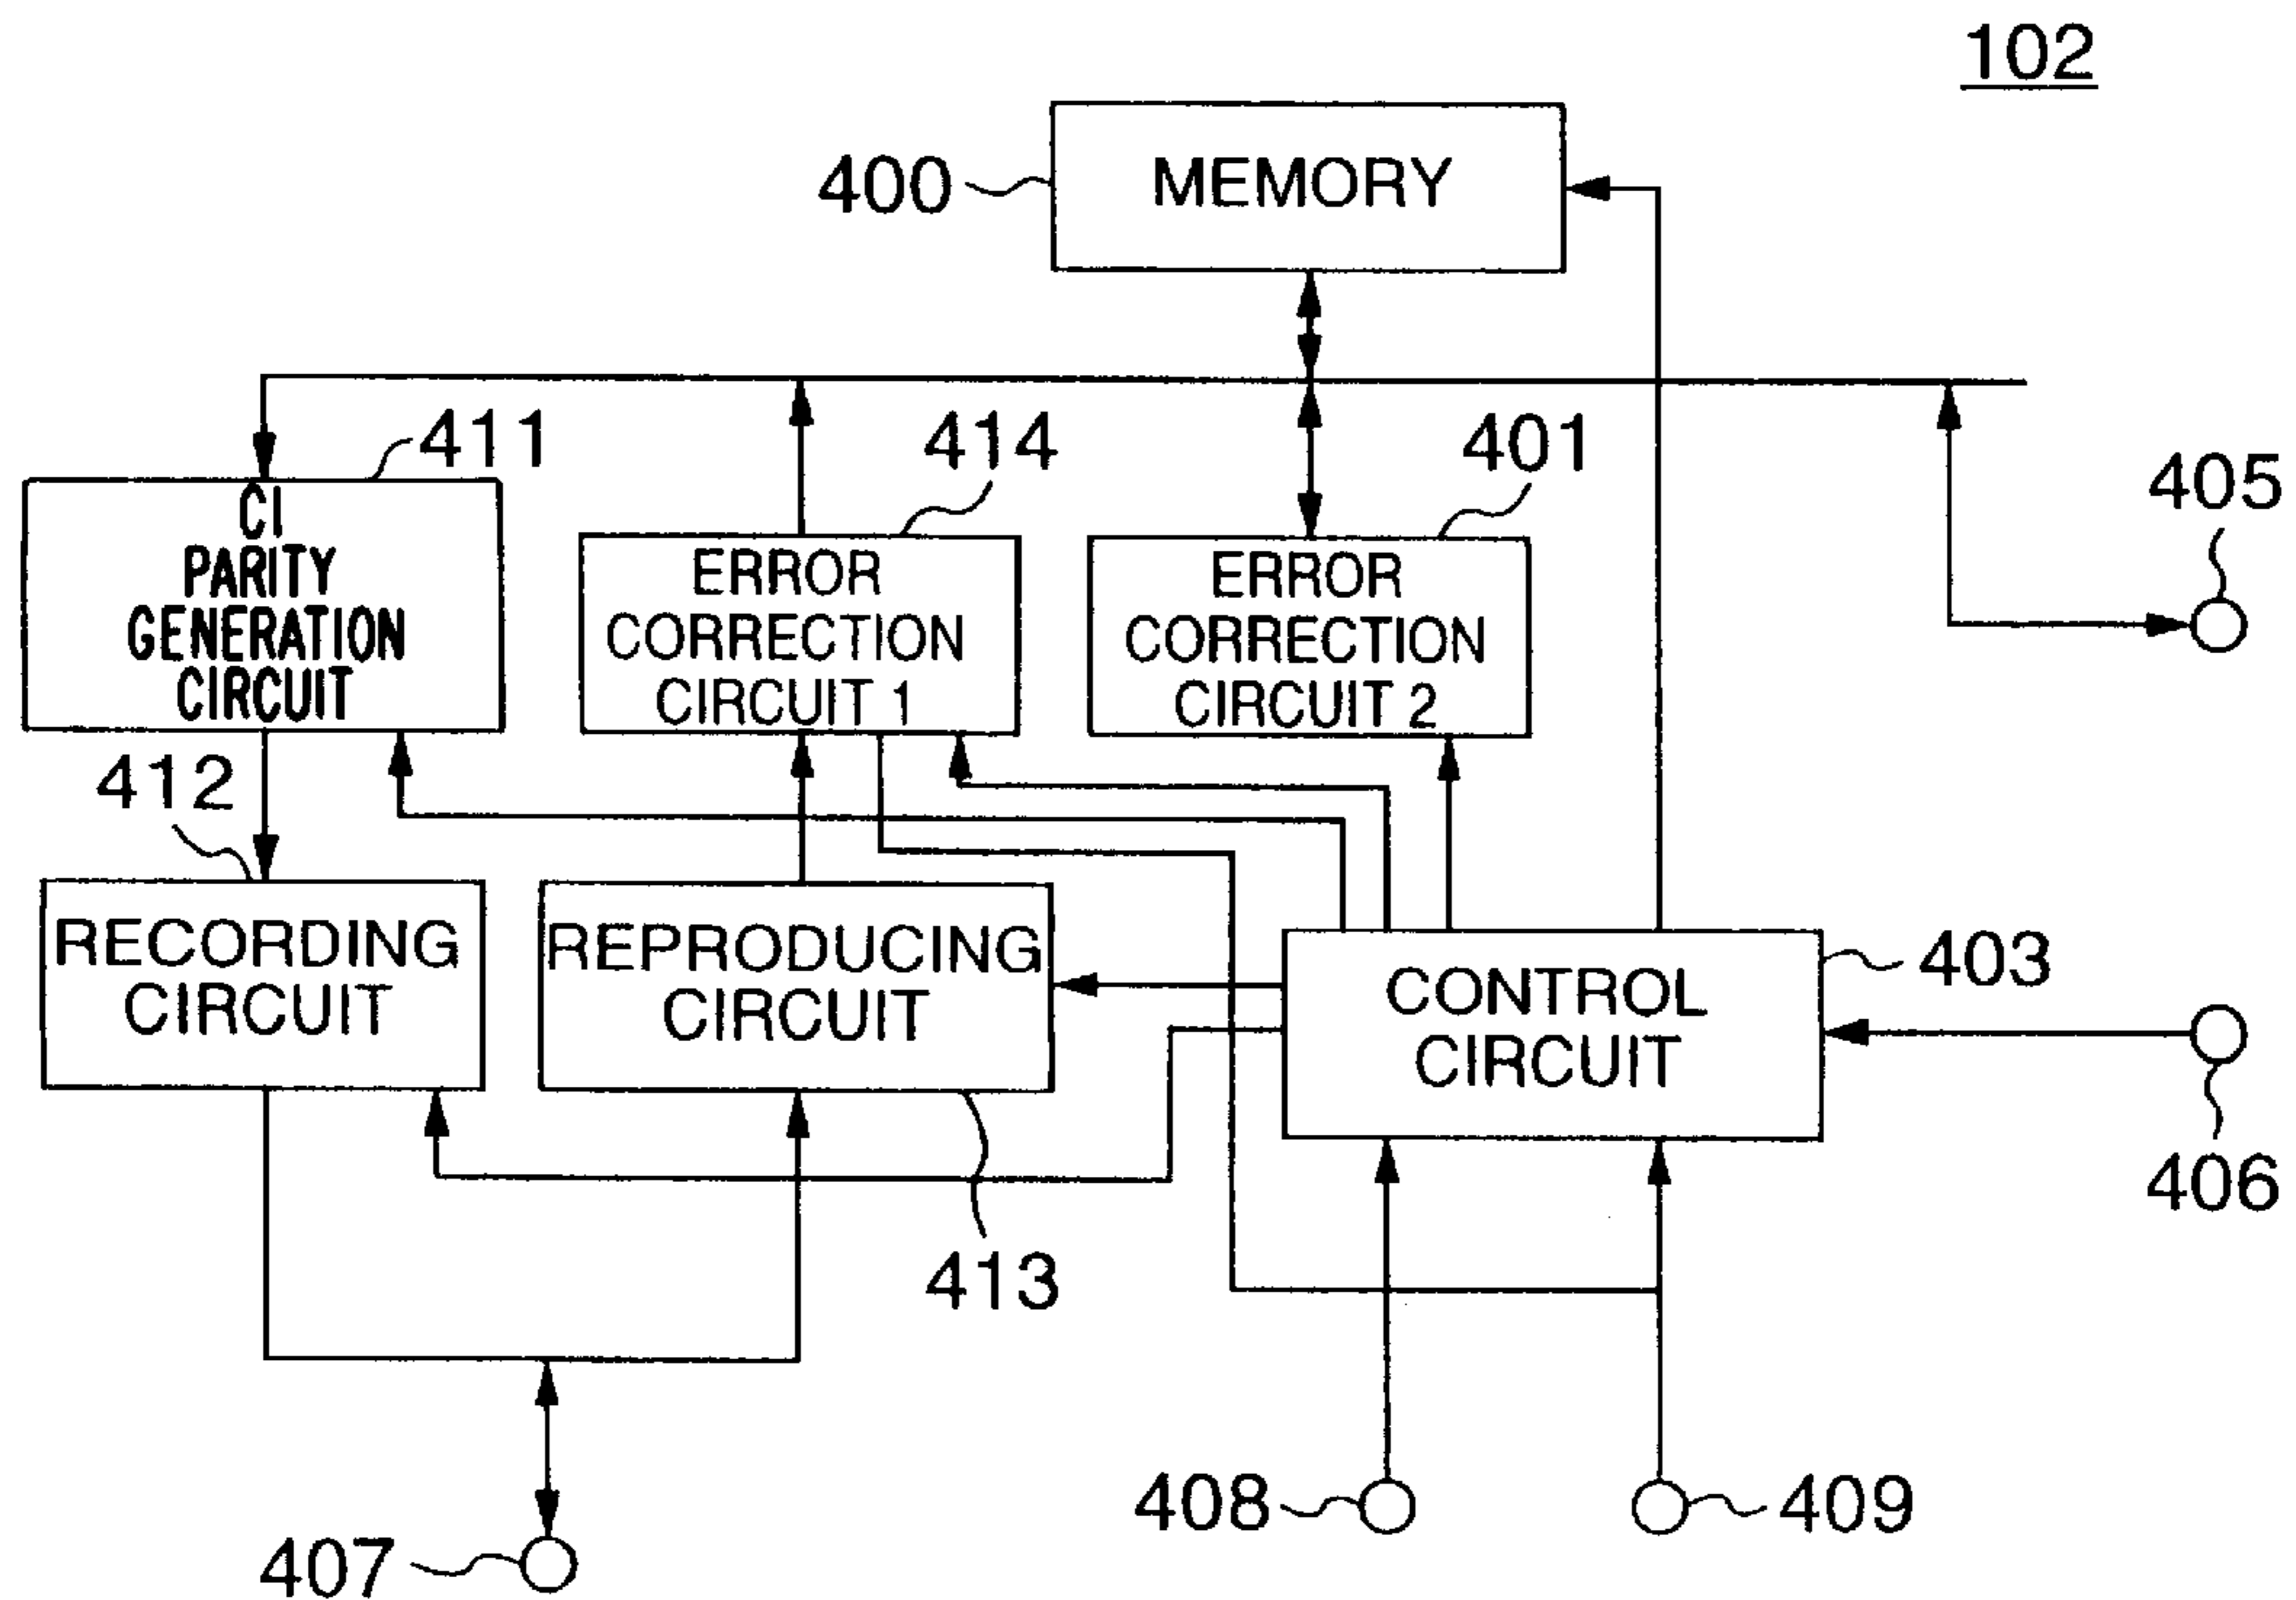 102
400
MEMORY
411
414
401
405
CI
PARITY
GENERATION
CIRCUIT
ERROR
CORRECTION
CIRCUIT 1
ERROR
CORRECTION
CIRCUIT 2
412
RECORDING
CIRCUIT
REPRODUCING
CIRCUIT
CONTROL
CIRCUIT
403
406
413
408
409
407